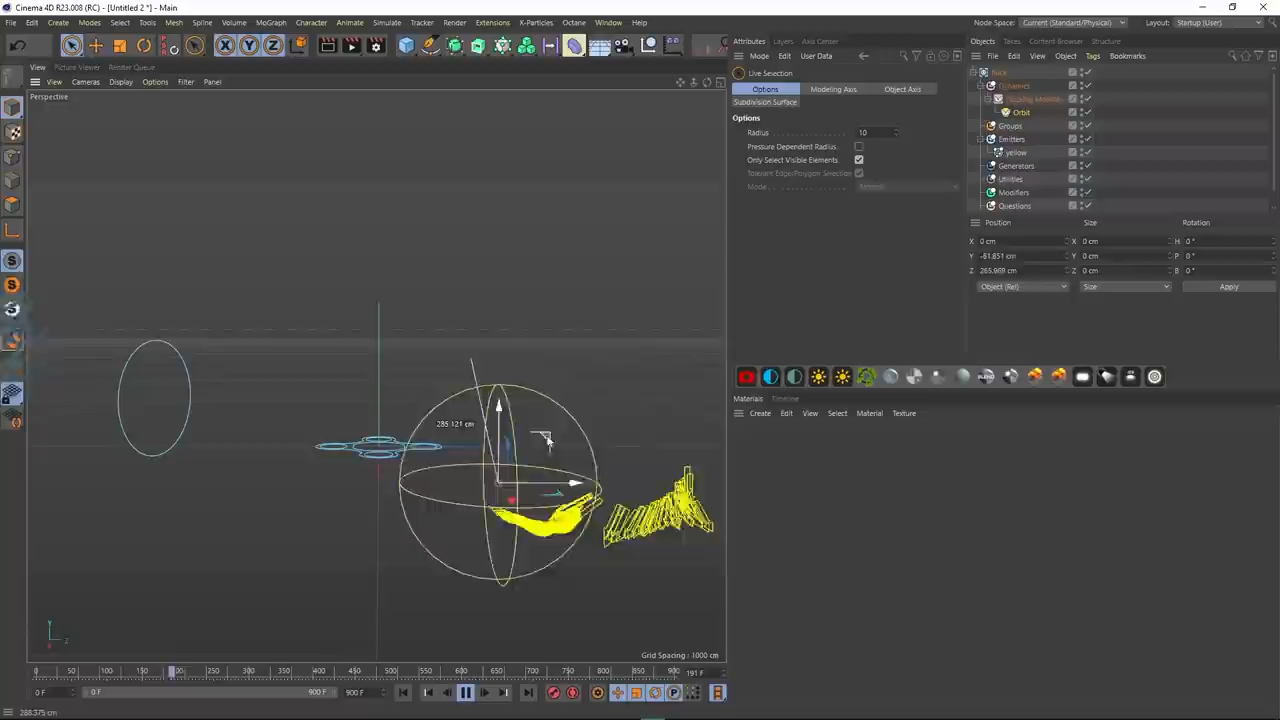 Cinema 4D R23.008 (RC) - [Untitled 2 *] - Main
File Edit Create Modes Select Tools Mesh Spline Volume MoGraph Character Animate Simulate Tracker Render Extensions X-Particles Octane Window Help
Node Space: Current (Standard/Physical) Layout: Startup (User)
X Y Z
View Picture Viewer Render Queue
View Cameras Display Options Filter Panel
Perspective
285.121 cm
Y
Z
Grid Spacing : 1000 cm
Attributes Layers Axis Center
Mode Edit User Data
Live Selection
Options Modeling Axis Object Axis
Subdivision Surface
Options
Radius 10
Pressure Dependent Radius
Only Select Visible Elements
Tolerant Edge/Polygon Selection
Mode
Objects Takes Content Browser Structure
File Edit View Object Tags Bookmarks
Dynamics
Orbit
Groups
Emitters
yellow
Generators
Utilities
Modifiers
Questions
Position Size Rotation
X 0 cm X 0 cm H 0 °
Y -81.851 cm Y 0 cm P 0 °
Z 265.969 cm Z 0 cm B 0 °
Object (Rel) Size Apply
BLEND
Materials Timeline
Create Edit View Select Material Texture
0 50 100 150 200 250 300 350 400 450 500 550 600 650 700 750 800 850 900 191 F
0 F 0 F 900 F 900 F
288.375 cm